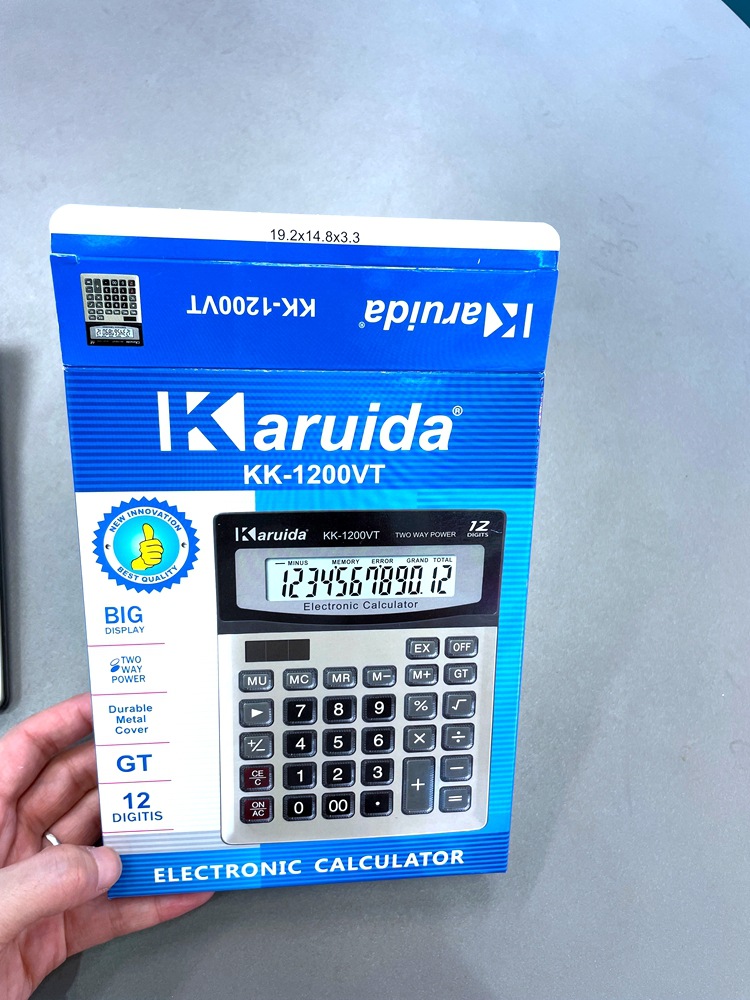 19.2x14.8x3.3
Karuida®
KK-1200VT
Karuida®
KK-1200VT
NEW INNOVATION
BEST QUALITY
BIG
DISPLAY
TWO
WAY
POWER
Durable
Metal
Cover
GT
12
DIGITIS
Karuida KK-1200VT TWO WAY POWER 12
DIGITS
MINUS MEMORY ERROR GRAND TOTAL
1234567890.12
Electronic Calculator
EX OFF
MU MC MR M− M+ GT
► 7 8 9 % √
+/− 4 5 6 × ÷
CE/C 1 2 3 + −
ON/AC 0 00 • =
ELECTRONIC CALCULATOR